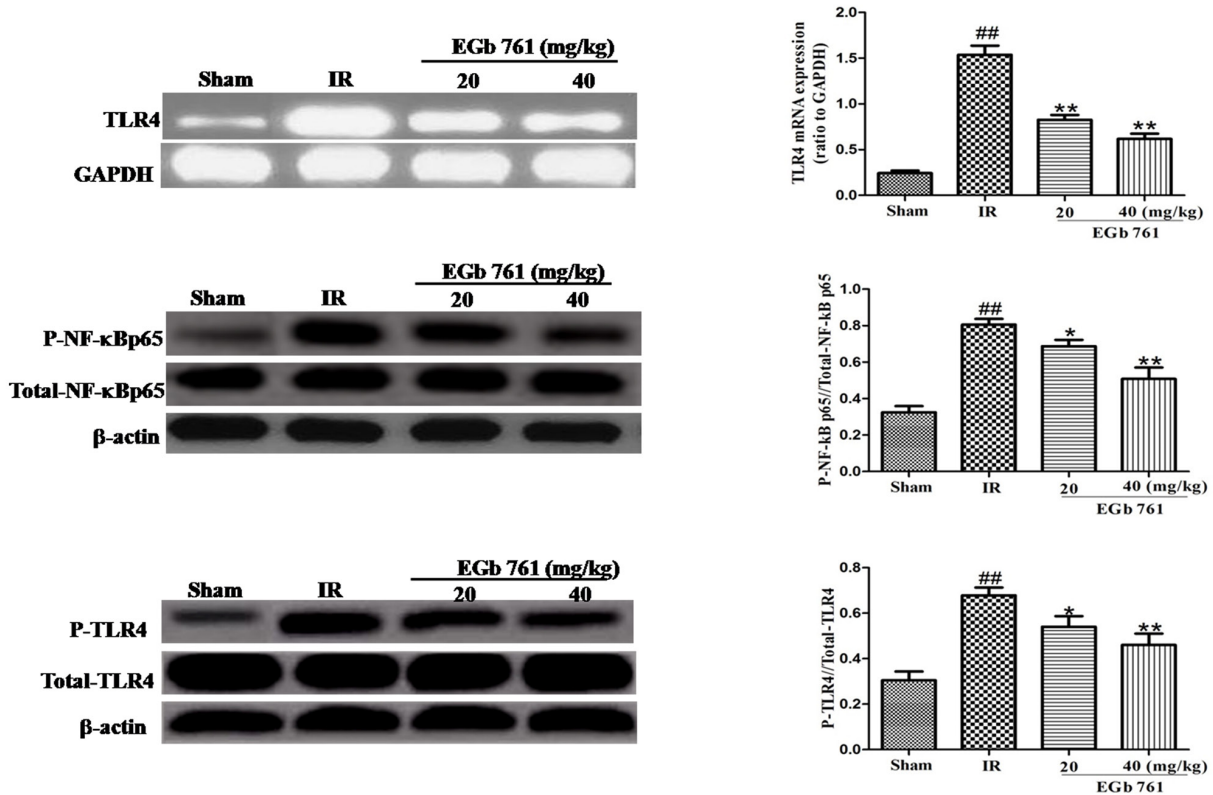 EGb 761 (mg/kg)
Sham IR 20 40
TLR4
GAPDH
TLR4 mRNA expression
(ratio to GAPDH)
2.0
1.5
1.0
0.5
0.0
##
**
**
Sham IR 20 40 (mg/kg)
EGb 761
EGb 761 (mg/kg)
Sham IR 20 40
P-NF-κBp65
Total-NF-κBp65
β-actin
P-NF-kB p65//Total-NF-kB p65
1.0
0.8
0.6
0.4
0.2
0.0
##
*
**
Sham IR 20 40 (mg/kg)
EGb 761
EGb 761 (mg/kg)
Sham IR 20 40
P-TLR4
Total-TLR4
β-actin
P-TLR4//Total-TLR4
0.8
0.6
0.4
0.2
0.0
##
*
**
Sham IR 20 40 (mg/kg)
EGb 761